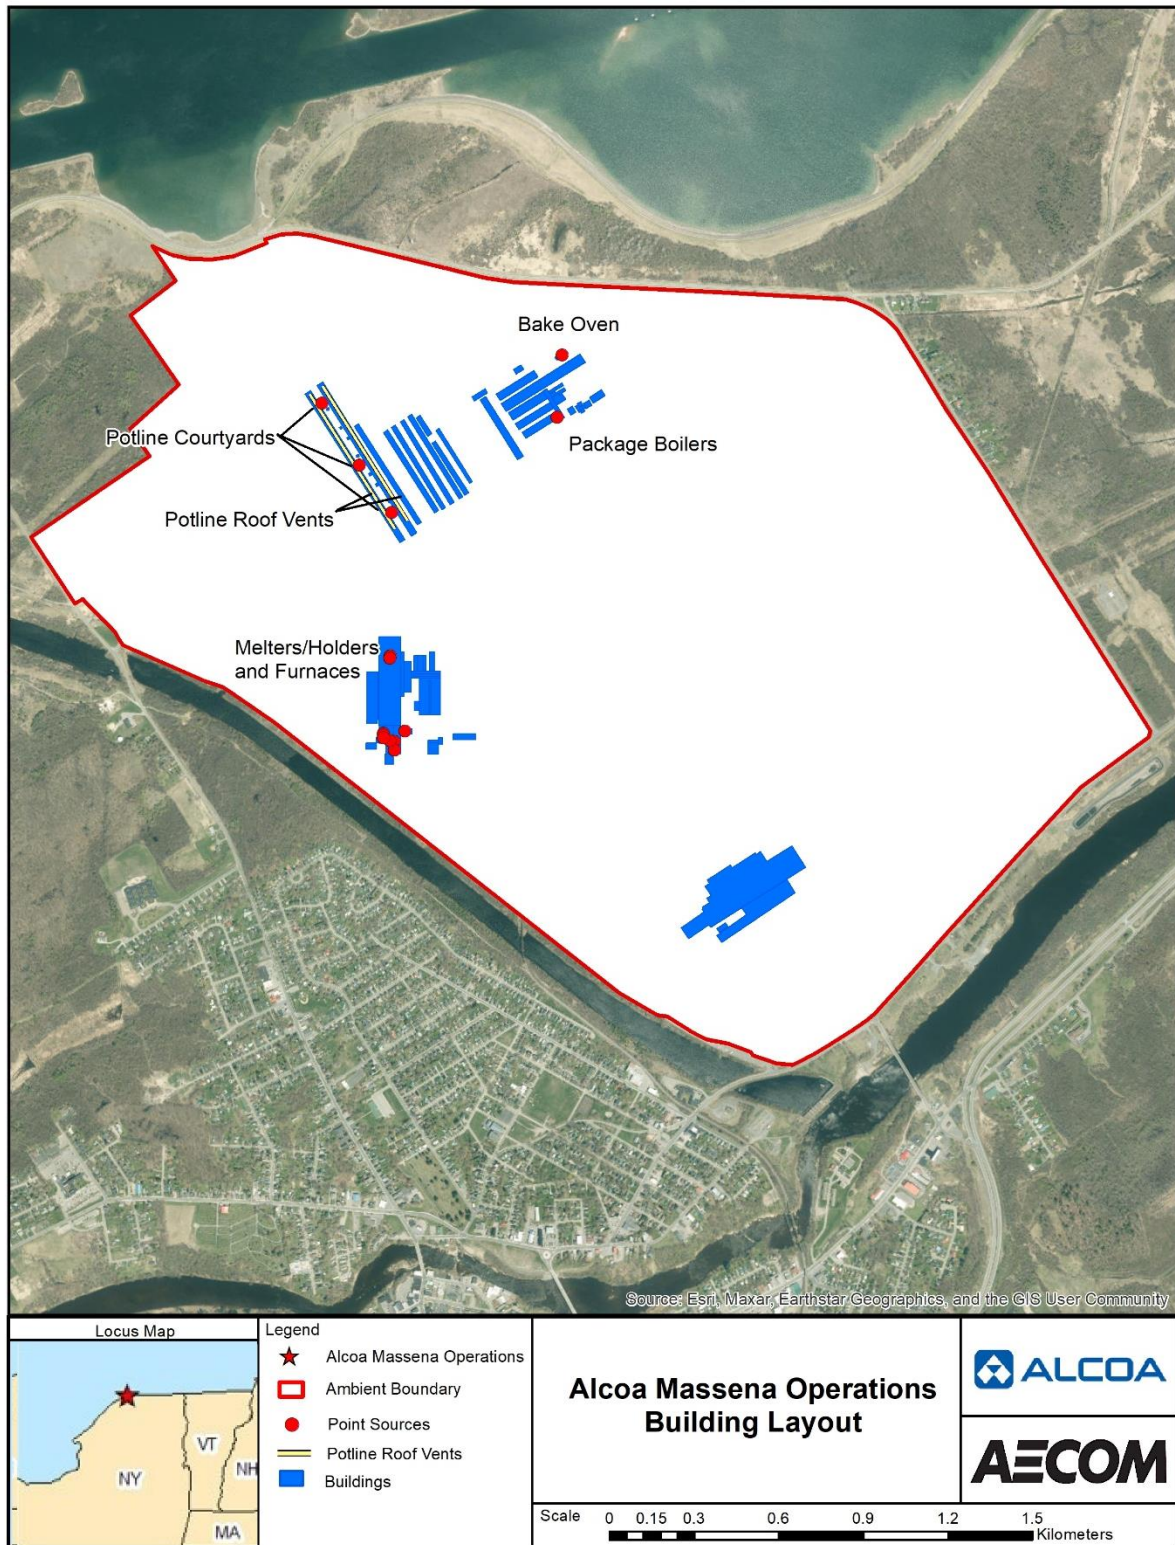 Bake Oven
Potline Courtyards
Package Boilers
Potline Roof Vents
Melters/Holders
and Furnaces
Source: Esri, Maxar, Earthstar Geographics, and the GIS User Community
Locus Map
VT
NH
NY
MA
Legend
Alcoa Massena Operations
Ambient Boundary
Point Sources
Potline Roof Vents
Buildings
Alcoa Massena Operations
Building Layout
ALCOA
AECOM
Scale 0 0.15 0.3 0.6 0.9 1.2 1.5
Kilometers